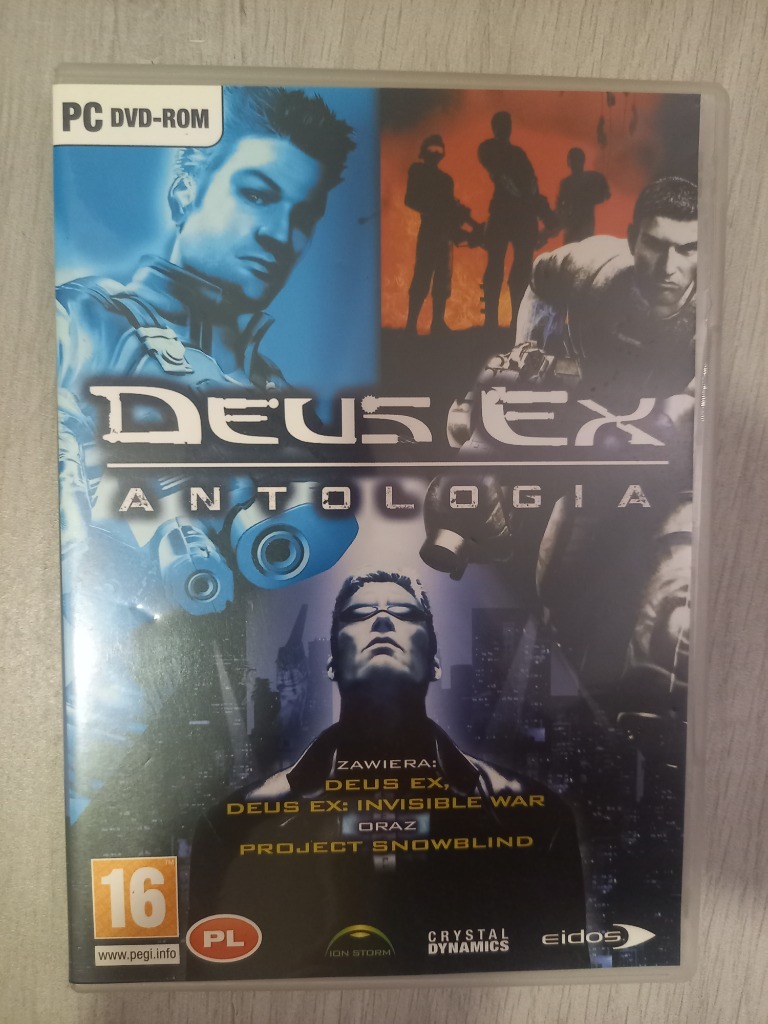 PC DVD-ROM
DEUS EX
ANTOLOGIA
ZAWIERA:
DEUS EX,
DEUS EX: INVISIBLE WAR
ORAZ
PROJECT SNOWBLIND
16
www.pegi.info
PL
ION STORM
CRYSTAL
DYNAMICS
eidos